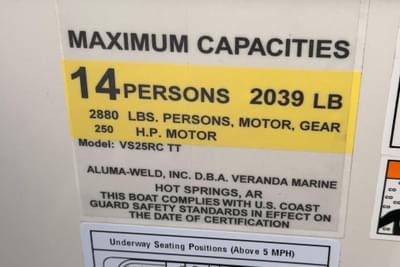 MAXIMUM CAPACITIES
14 PERSONS 2039 LB
2880 LBS. PERSONS, MOTOR, GEAR
250 H.P. MOTOR
Model: VS25RC TT
ALUMA-WELD, INC. D.B.A. VERANDA MARINE
HOT SPRINGS, AR
THIS BOAT COMPLIES WITH U.S. COAST
GUARD SAFETY STANDARDS IN EFFECT ON
THE DATE OF CERTIFICATION
Underway Seating Positions (Above 5 MPH)